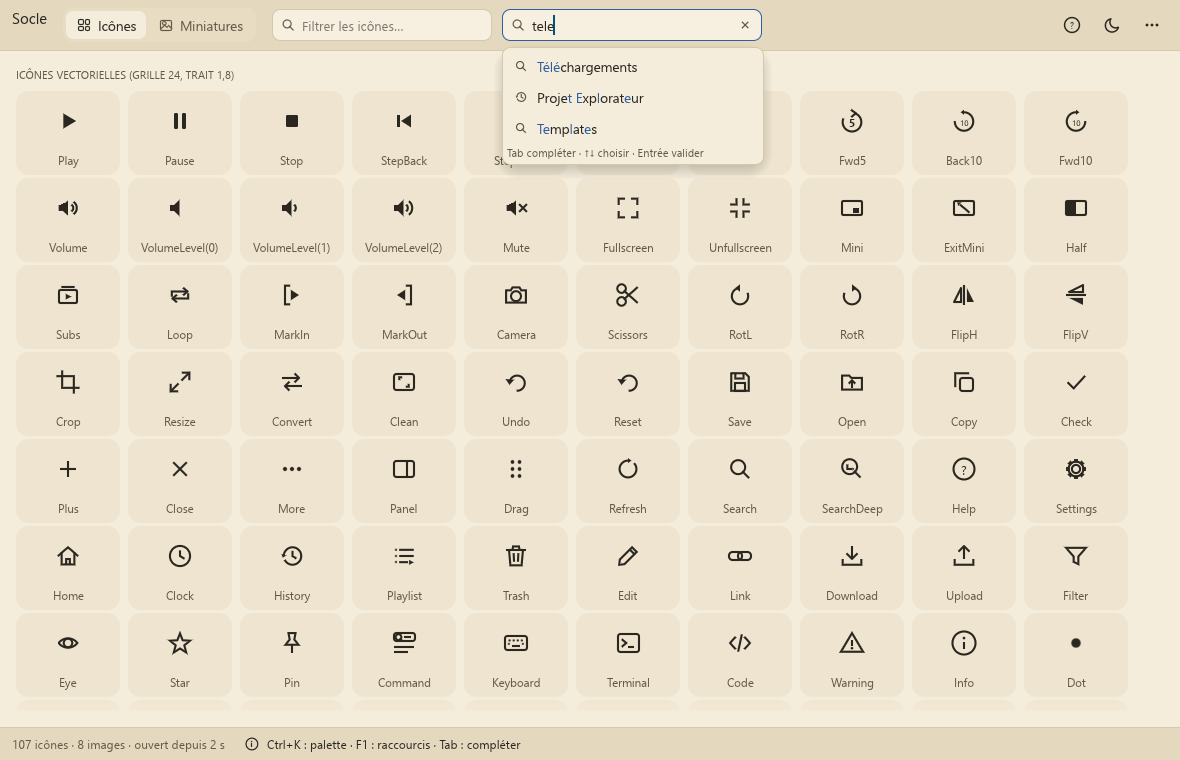 Socle
Icônes
Miniatures
Filtrer les icônes...
tele
Téléchargements
Projet Explorateur
Templates
Tab compléter · ↑↓ choisir · Entrée valider
ICÔNES VECTORIELLES (GRILLE 24, TRAIT 1,8)
5 10 10
Play Pause Stop StepBack Fwd5 Back10 Fwd10
Volume VolumeLevel(0) VolumeLevel(1) VolumeLevel(2) Mute Fullscreen Unfullscreen Mini ExitMini Half
Subs Loop MarkIn MarkOut Camera Scissors RotL RotR FlipH FlipV
Crop Resize Convert Clean Undo Reset Save Open Copy Check
Plus Close More Panel Drag Refresh Search SearchDeep Help Settings
Home Clock History Playlist Trash Edit Link Download Upload Filter
Eye Star Pin Command Keyboard Terminal Code Warning Info Dot
107 icônes · 8 images · ouvert depuis 2 s
Ctrl+K : palette · F1 : raccourcis · Tab : compléter